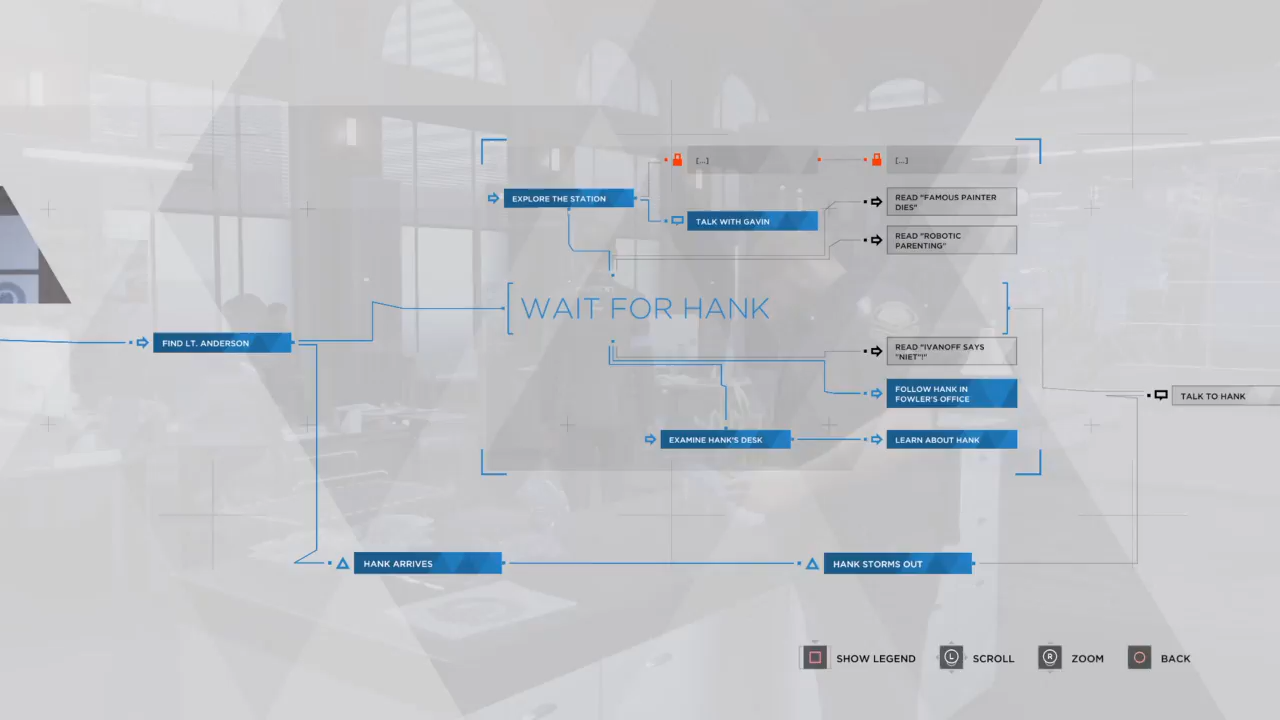 [...]
[...]
EXPLORE THE STATION
READ "FAMOUS PAINTER
DIES"
TALK WITH GAVIN
READ "ROBOTIC
PARENTING"
WAIT FOR HANK
FIND LT. ANDERSON
READ "IVANOFF SAYS
"NIET"!"
FOLLOW HANK IN
FOWLER'S OFFICE
TALK TO HANK
EXAMINE HANK'S DESK
LEARN ABOUT HANK
HANK ARRIVES
HANK STORMS OUT
SHOW LEGEND
L SCROLL
R ZOOM
BACK